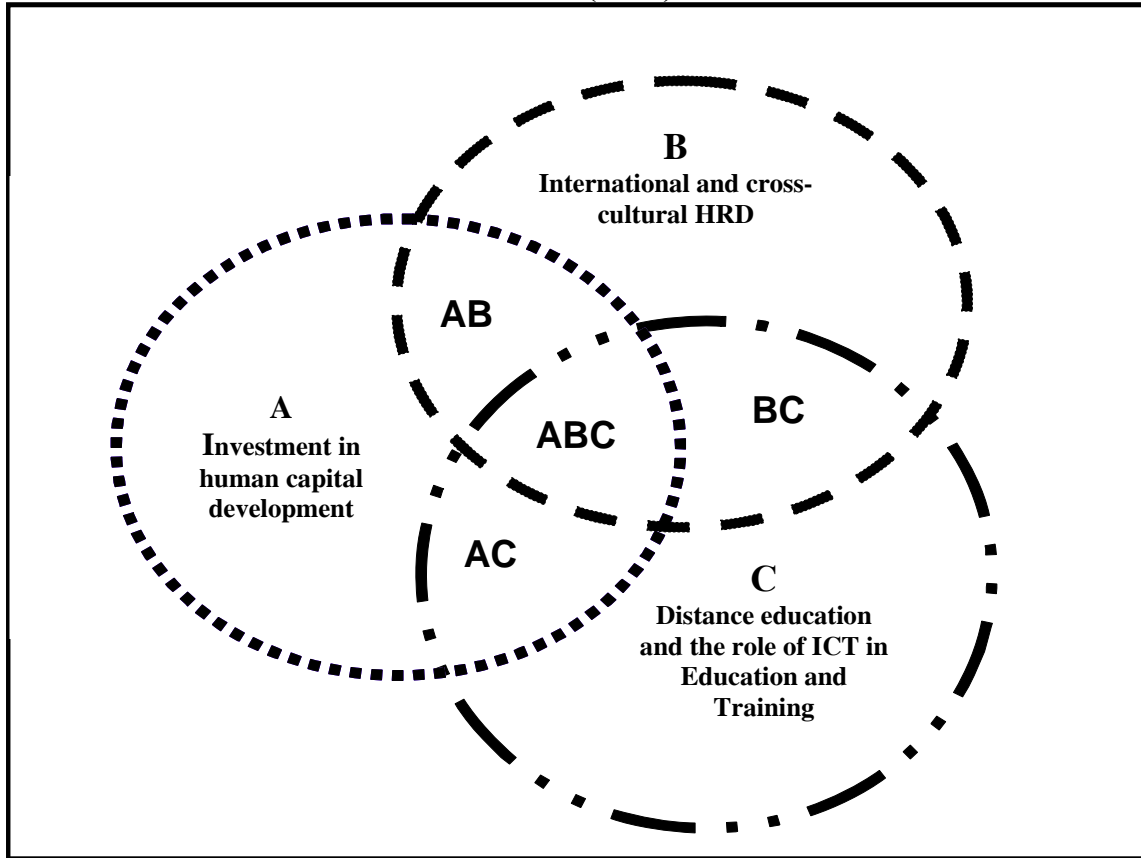 B
International and cross-
cultural HRD
AB
A
Investment in
human capital
development
ABC
BC
AC
C
Distance education
and the role of ICT in
Education and
Training